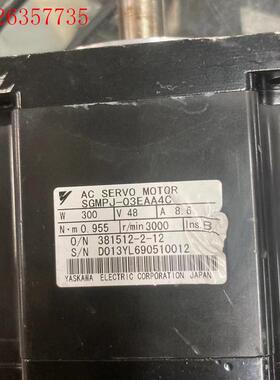 26357735
AC SERVO MOTOR
SGMPJ-03EAA4C
W 300 V 48 A 8.6
N·m 0.955 r/min 3000 Ins. B
O/N 381512-2-12
S/N D013YL690510012
YASKAWA ELECTRIC CORPORATION JAPAN